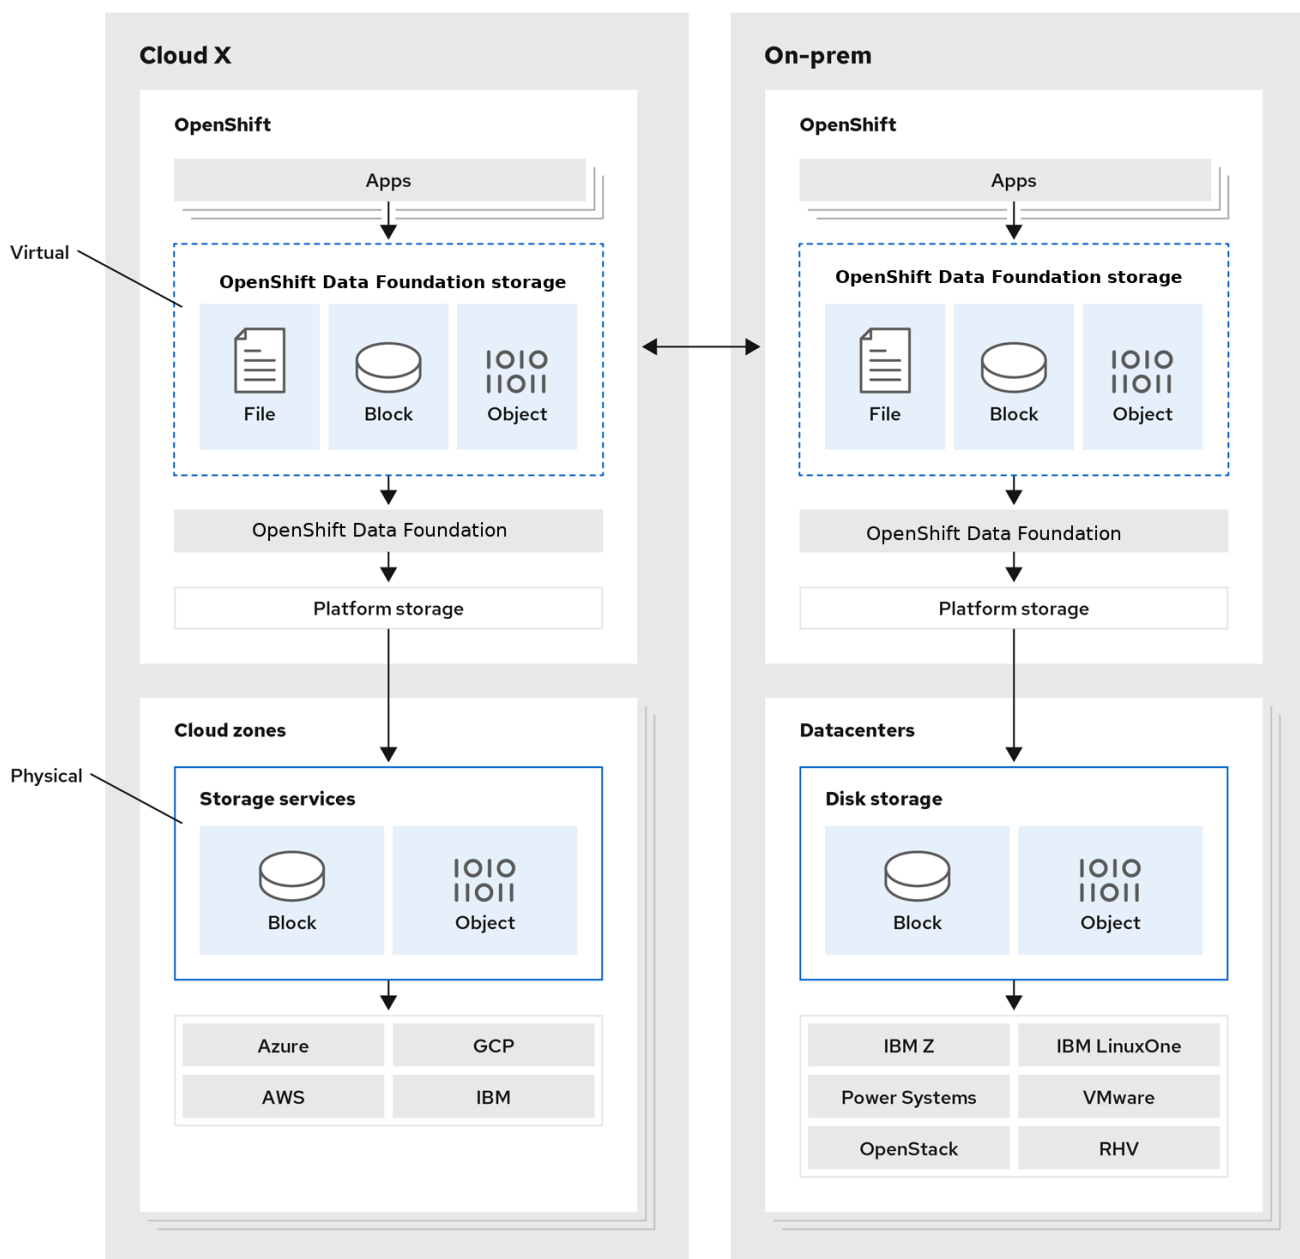 Cloud X
OpenShift
Apps
Virtual
OpenShift Data Foundation storage
File
Block
Object
OpenShift Data Foundation
Platform storage
Cloud zones
Physical
Storage services
Block
Object
Azure
GCP
AWS
IBM
On-prem
OpenShift
Apps
OpenShift Data Foundation storage
File
Block
Object
OpenShift Data Foundation
Platform storage
Datacenters
Disk storage
Block
Object
IBM Z
IBM LinuxOne
Power Systems
VMware
OpenStack
RHV